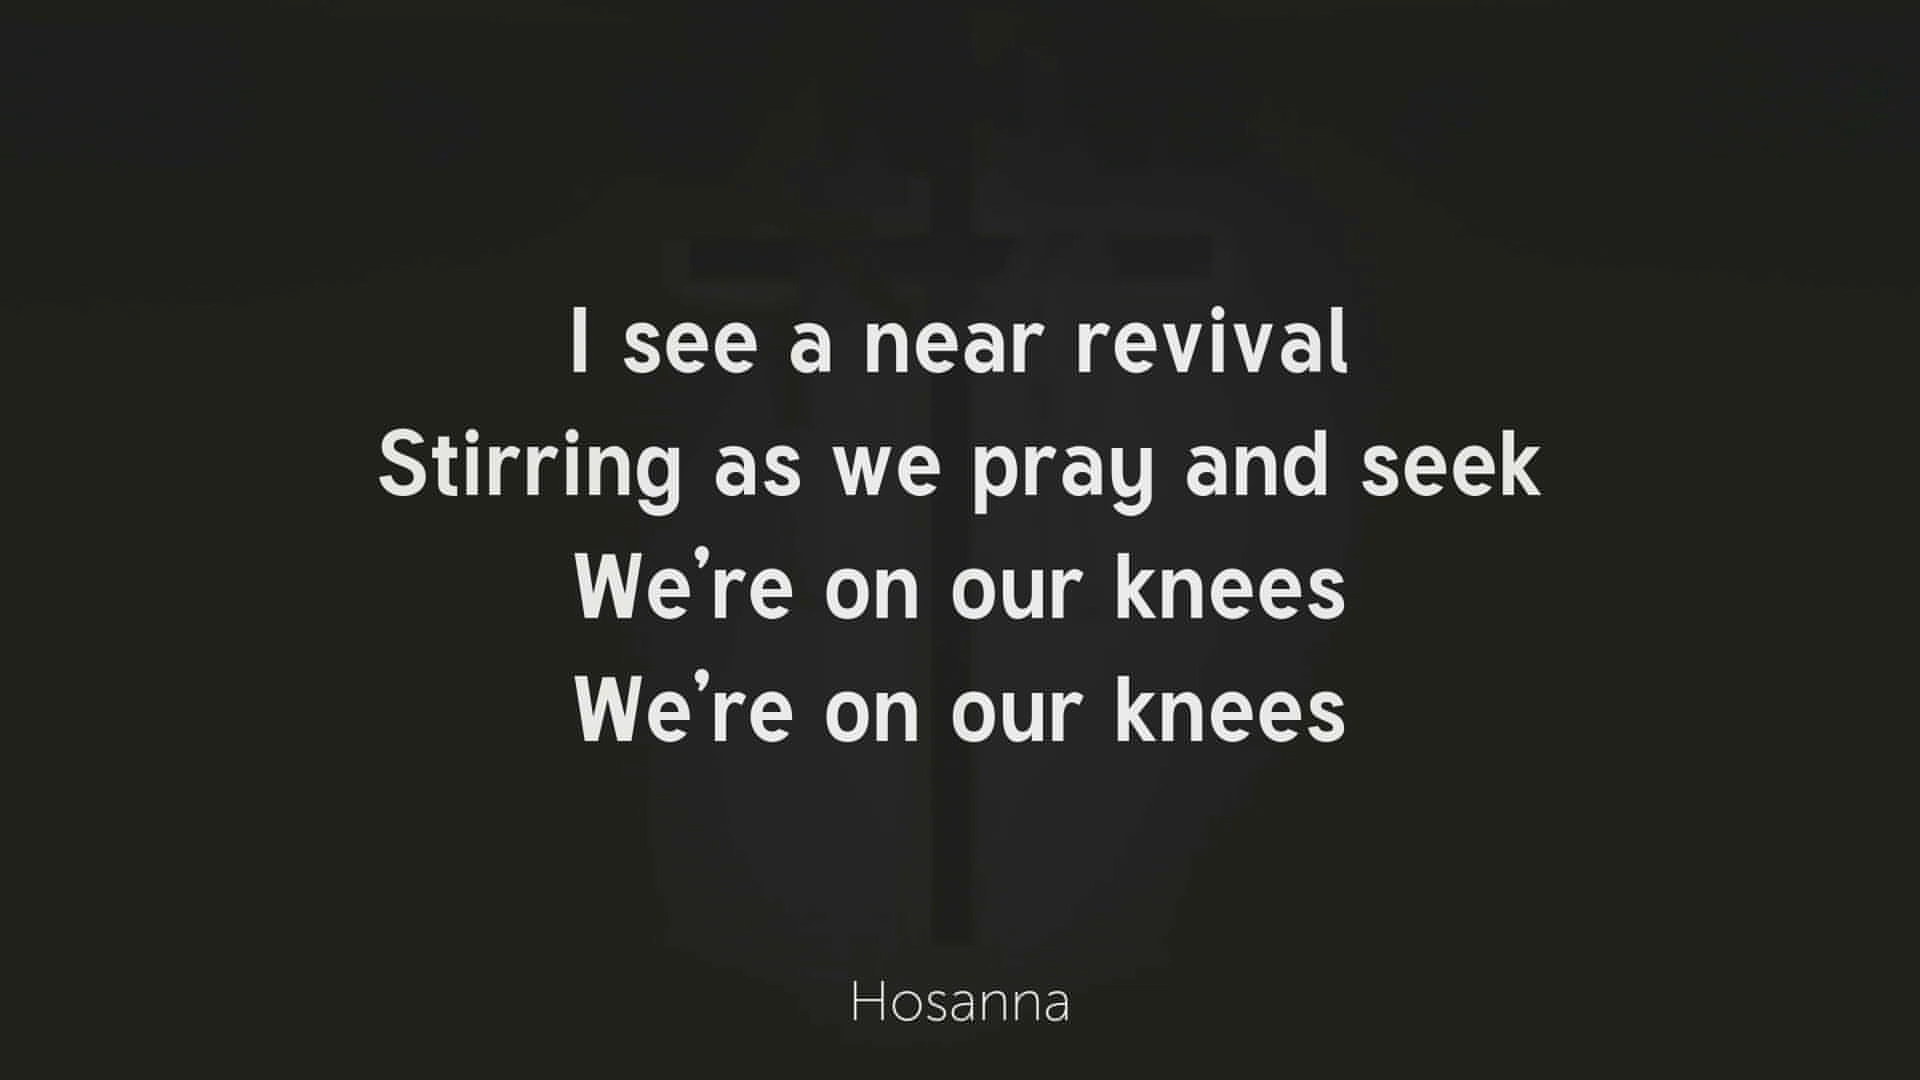 I see a near revival
Stirring as we pray and seek
We’re on our knees
We’re on our knees
Hosanna